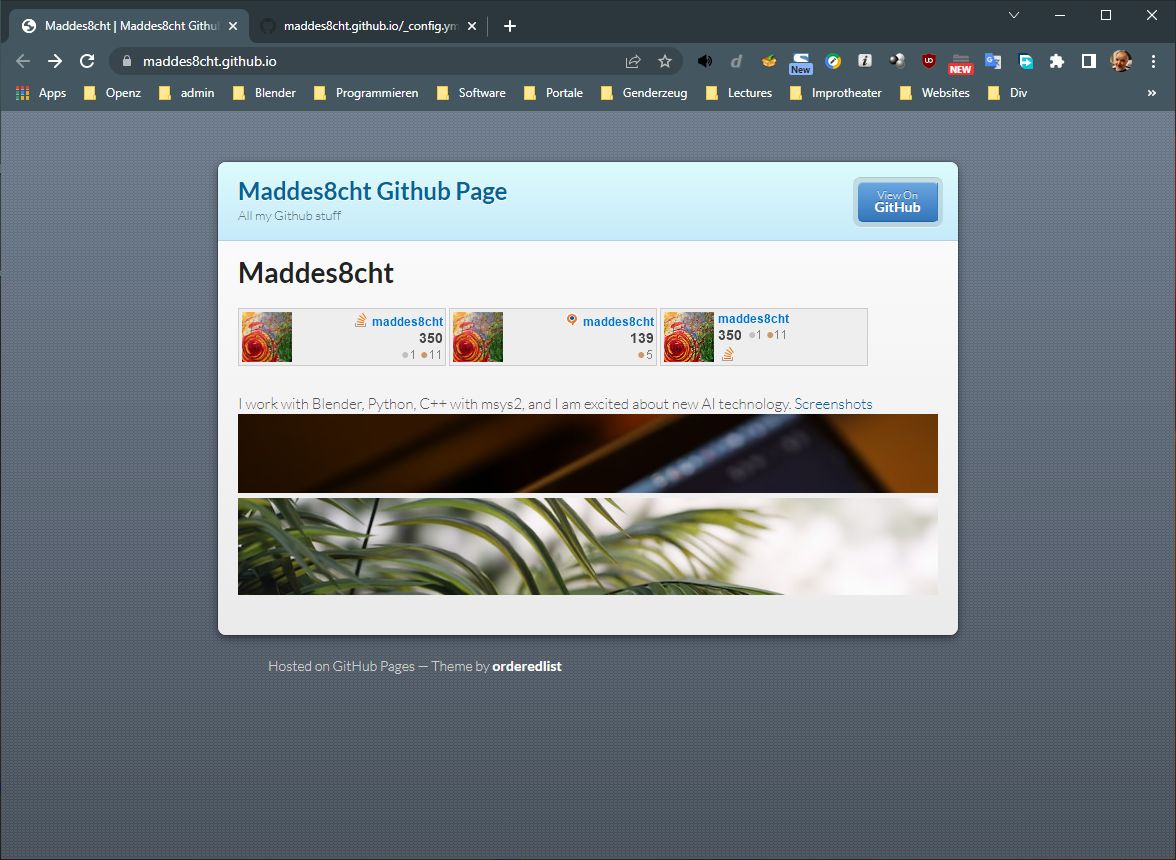 Maddes8cht | Maddes8cht Githu
maddes8cht.github.io/_config.ym
maddes8cht.github.io
New
NEW
Apps
Openz
admin
Blender
Programmieren
Software
Portale
Genderzeug
Lectures
Improtheater
Websites
Div
»
Maddes8cht Github Page
All my Github stuff
View On
GitHub
Maddes8cht
maddes8cht
350
1 11
maddes8cht
139
5
maddes8cht
350 1 11
I work with Blender, Python, C++ with msys2, and I am excited about new AI technology. Screenshots
Hosted on GitHub Pages — Theme by orderedlist